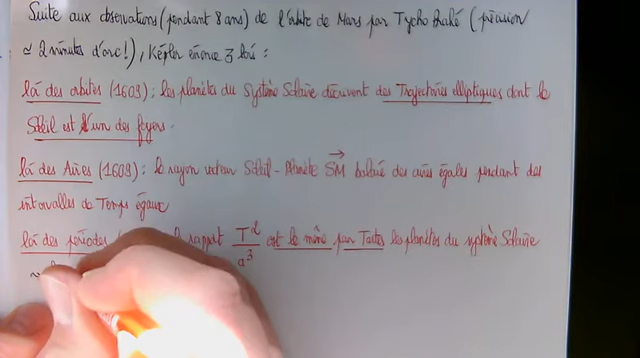 Suite aux observations (pendant 8 ans) de l'orbite de Mars par Tycho Brahé (précision
≈ 2 minutes d'arc!), Képler énonce 3 lois :
loi des orbites (1609) : les planètes du Système Solaire décrivent des Trajectoires elliptiques dont le
Soleil est l'un des foyers.
loi des Aires (1609) : le rayon vecteur Soleil - Planète SM balaie des aires égales pendant des
intervalles de Temps égaux
loi des périodes ( le rapport T²/a³ est le même pour Toutes les planètes du système Solaire